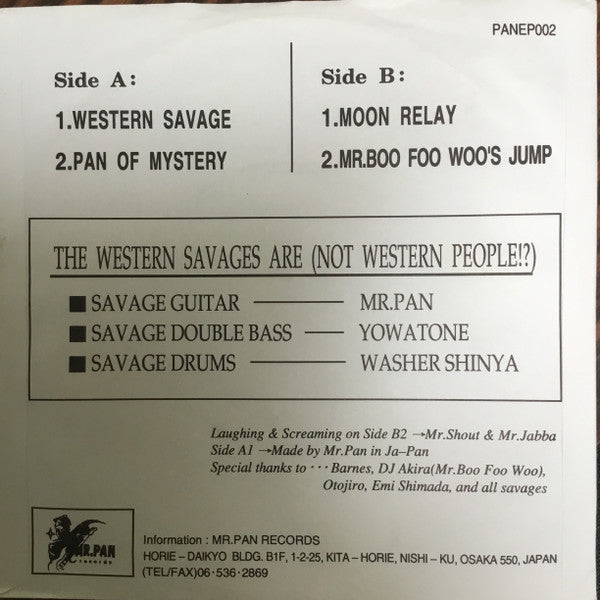 PANEP002
Side A:
1.WESTERN SAVAGE
2.PAN OF MYSTERY
Side B:
1.MOON RELAY
2.MR.BOO FOO WOO'S JUMP
THE WESTERN SAVAGES ARE (NOT WESTERN PEOPLE!?)
■ SAVAGE GUITAR ——— MR.PAN
■ SAVAGE DOUBLE BASS —— YOWATONE
■ SAVAGE DRUMS ——— WASHER SHINYA
Laughing & Screaming on Side B2 →Mr.Shout & Mr.Jabba
Side A1 →Made by Mr.Pan in Ja-Pan
Special thanks to ··· Barnes, DJ Akira(Mr.Boo Foo Woo),
Otojiro, Emi Shimada, and all savages
MR.PAN
records
Information : MR.PAN RECORDS
HORIE – DAIKYO BLDG. B1F, 1-2-25, KITA – HORIE, NISHI – KU, OSAKA 550, JAPAN
(TEL/FAX)06·536·2869